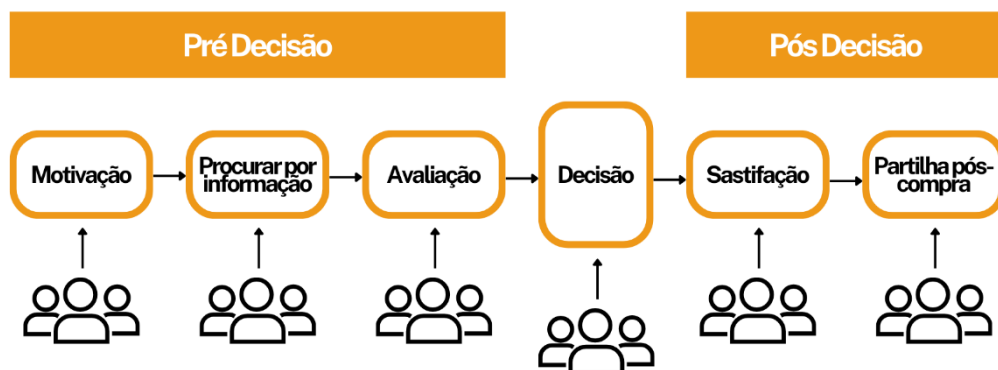 Pré Decisão
Pós Decisão
Motivação
Procurar por
informação
Avaliação
Decisão
Sastifação
Partilha pós-
compra